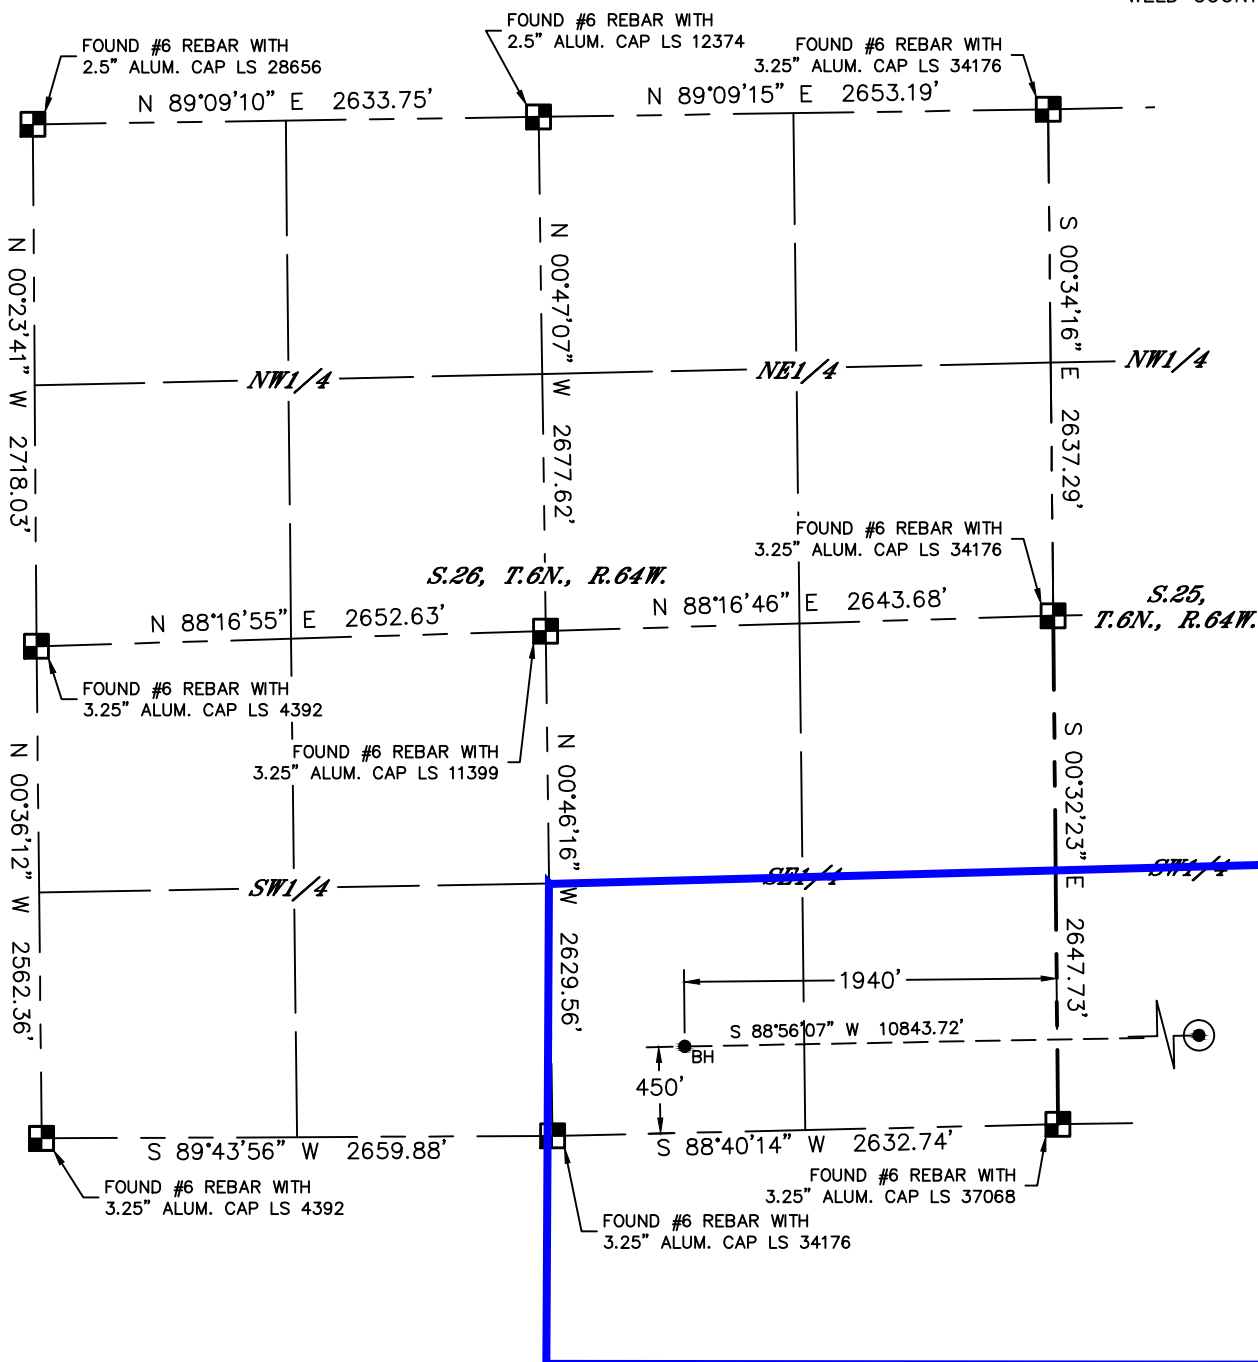 FOUND #6 REBAR WITH
2.5" ALUM. CAP LS 28656
FOUND #6 REBAR WITH
2.5" ALUM. CAP LS 12374
FOUND #6 REBAR WITH
3.25" ALUM. CAP LS 34176
N 89°09'10" E 2633.75'
N 89°09'15" E 2653.19'
N 00°23'41" W 2718.03'
N 00°47'07" W 2677.62'
S 00°34'16" E 2637.29'
NW1/4
NE1/4
NW1/4
FOUND #6 REBAR WITH
3.25" ALUM. CAP LS 34176
S.26, T.6N., R.64W.
S.25,
T.6N., R.64W.
N 88°16'55" E 2652.63'
N 88°16'46" E 2643.68'
FOUND #6 REBAR WITH
3.25" ALUM. CAP LS 4392
FOUND #6 REBAR WITH
3.25" ALUM. CAP LS 11399
N 00°36'12" W 2562.36'
N 00°46'16" W 2629.56'
S 00°32'23" E 2647.73'
SW1/4
SE1/4
SW1/4
1940'
S 88°56'07" W 10843.72'
BH
450'
S 89°43'56" W 2659.88'
S 88°40'14" W 2632.74'
FOUND #6 REBAR WITH
3.25" ALUM. CAP LS 4392
FOUND #6 REBAR WITH
3.25" ALUM. CAP LS 37068
FOUND #6 REBAR WITH
3.25" ALUM. CAP LS 34176